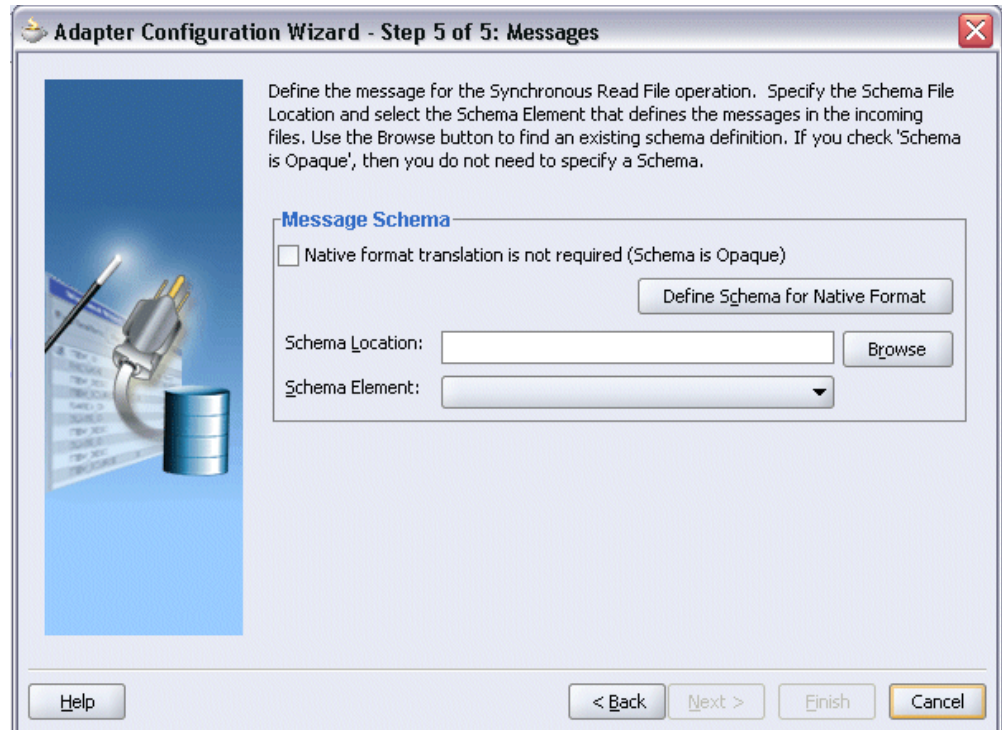 Adapter Configuration Wizard - Step 5 of 5: Messages
Define the message for the Synchronous Read File operation. Specify the Schema File
Location and select the Schema Element that defines the messages in the incoming
files. Use the Browse button to find an existing schema definition. If you check 'Schema
is Opaque', then you do not need to specify a Schema.
Message Schema
Native format translation is not required (Schema is Opaque)
Define Schema for Native Format
Schema Location:
Browse
Schema Element:
Help
< Back
Next >
Finish
Cancel